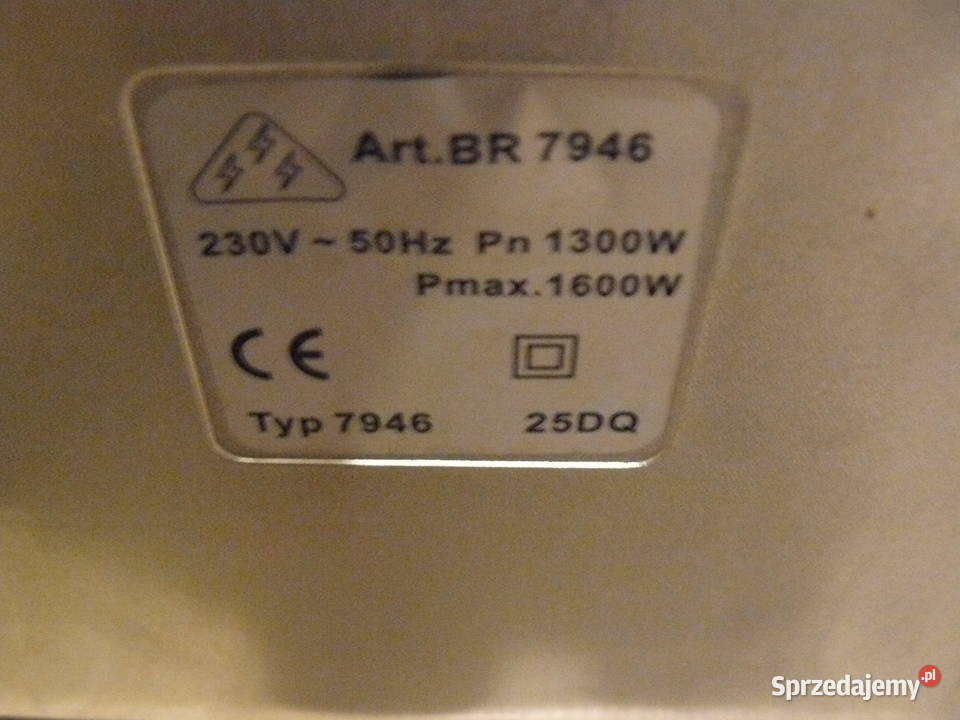 Art.BR 7946
230V ~ 50Hz Pn 1300W
Pmax.1600W
CE
Typ 7946 25DQ
Sprzedajemy.pl